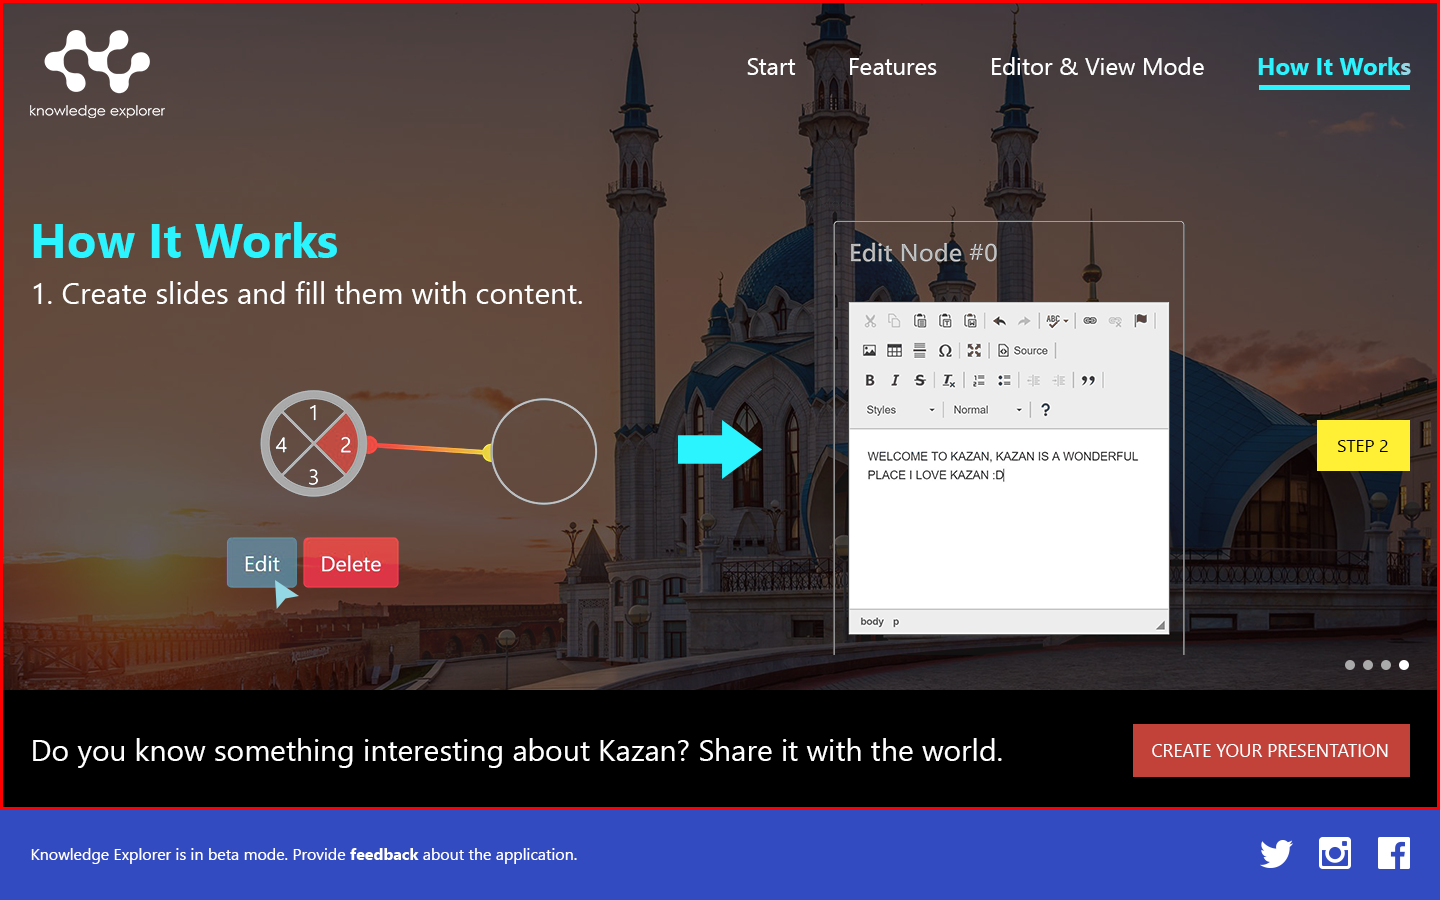 knowledge explorer
Start Features Editor & View Mode How It Works
How It Works
1. Create slides and fill them with content.
1
4 2
3
Edit Delete
Edit Node #0
ABC
Source
B I S Tx
Styles Normal ?
WELCOME TO KAZAN, KAZAN IS A WONDERFUL
PLACE I LOVE KAZAN :D
body p
STEP 2
Do you know something interesting about Kazan? Share it with the world.
CREATE YOUR PRESENTATION
Knowledge Explorer is in beta mode. Provide feedback about the application.